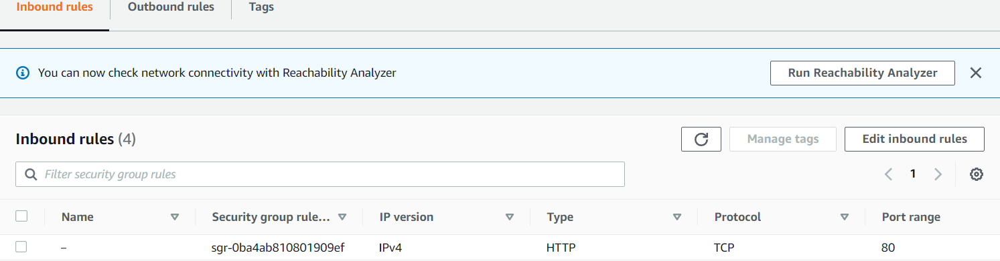 Inbound rules Outbound rules Tags
You can now check network connectivity with Reachability Analyzer Run Reachability Analyzer
Inbound rules (4) Manage tags Edit inbound rules
Filter security group rules 1
Name Security group rule... IP version Type Protocol Port range
– sgr-0ba4ab810801909ef IPv4 HTTP TCP 80